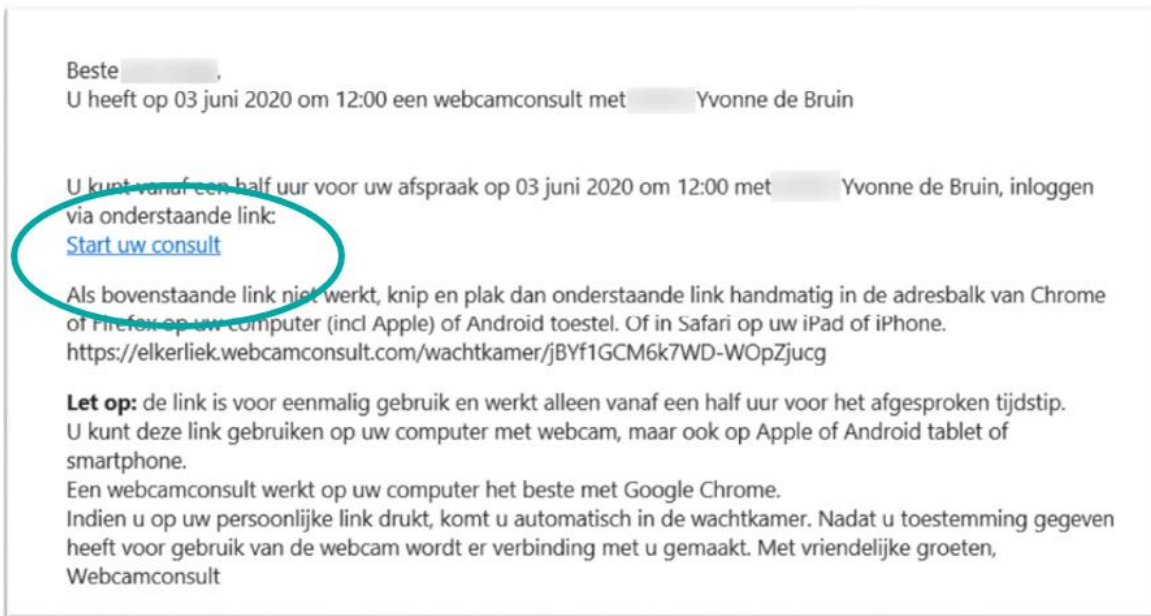 Beste ,
U heeft op 03 juni 2020 om 12:00 een webcamconsult met Yvonne de Bruin
U kunt vanaf een half uur voor uw afspraak op 03 juni 2020 om 12:00 met Yvonne de Bruin, inloggen
via onderstaande link:
Start uw consult
Als bovenstaande link niet werkt, knip en plak dan onderstaande link handmatig in de adresbalk van Chrome
of Firefox op uw computer (incl Apple) of Android toestel. Of in Safari op uw iPad of iPhone.
https://elkerliek.webcamconsult.com/wachtkamer/jBYf1GCM6k7WD-WOpZjucg
Let op: de link is voor eenmalig gebruik en werkt alleen vanaf een half uur voor het afgesproken tijdstip.
U kunt deze link gebruiken op uw computer met webcam, maar ook op Apple of Android tablet of
smartphone.
Een webcamconsult werkt op uw computer het beste met Google Chrome.
Indien u op uw persoonlijke link drukt, komt u automatisch in de wachtkamer. Nadat u toestemming gegeven
heeft voor gebruik van de webcam wordt er verbinding met u gemaakt. Met vriendelijke groeten,
Webcamconsult